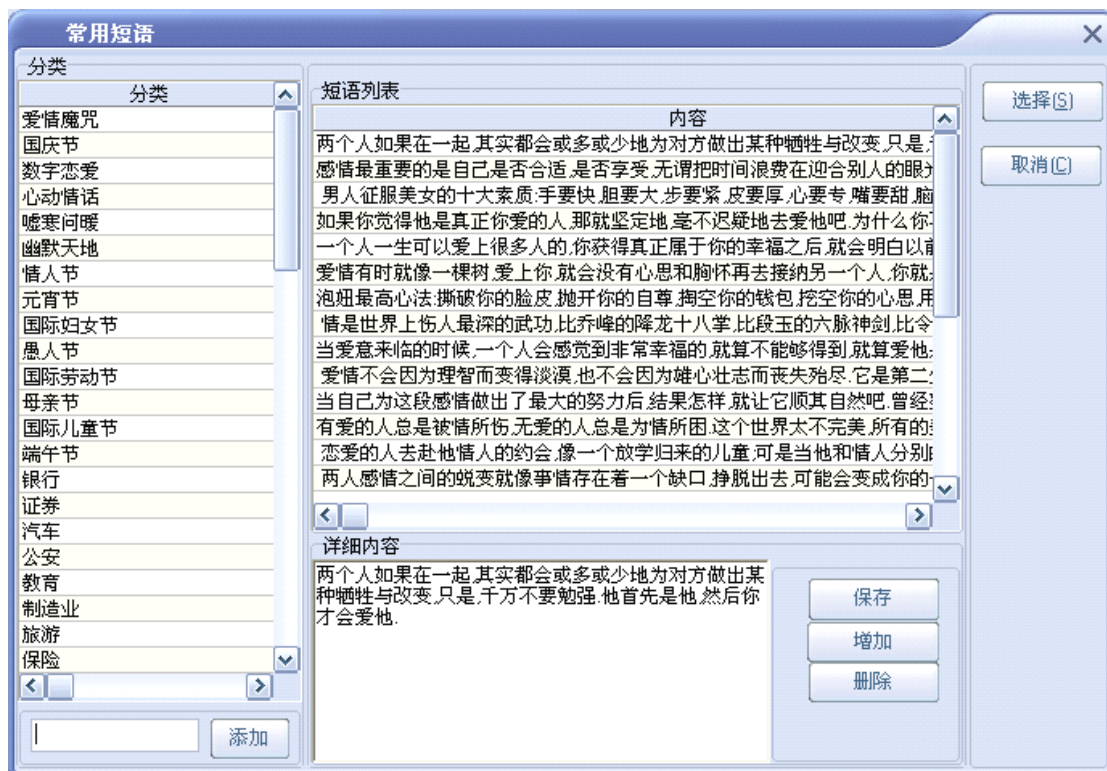 常用短语
分类
分类
爱情魔咒
国庆节
数字恋爱
心动情话
嘘寒问暖
幽默天地
情人节
元宵节
国际妇女节
愚人节
国际劳动节
母亲节
国际儿童节
端午节
银行
证券
汽车
公安
教育
制造业
旅游
保险
添加
短语列表
内容
两个人如果在一起,其实都会或多或少地为对方做出某种牺牲与改变,只是,
感情最重要的是自己是否合适,是否享受,无谓把时间浪费在迎合别人的眼
男人征服美女的十大素质:手要快,胆要大,步要紧,皮要厚,心要专,嘴要甜,脑
如果你觉得他是真正你爱的人,那就坚定地,毫不迟疑地去爱他吧.为什么你
一个人一生可以爱上很多人的,你获得真正属于你的幸福之后,就会明白以前
爱情有时就像一棵树,爱上你,就会没有心思和胸怀再去接纳另一个人,你就
泡妞最高心法:撕破你的脸皮,抛开你的自尊,掏空你的钱包,挖空你的心思,用
情是世界上伤人最深的武功,比乔峰的降龙十八掌,比段玉的六脉神剑,比令
当爱意来临的时候,一个人会感觉到非常幸福的,就算不能够得到,就算爱他
爱情不会因为理智而变得淡漠,也不会因为雄心壮志而丧失殆尽.它是第二
当自己为这段感情做出了最大的努力后,结果怎样,就让它顺其自然吧.曾经
有爱的人总是被情所伤,无爱的人总是为情所困.这个世界太不完美,所有的
恋爱的人去赴他情人的约会,像一个放学归来的儿童;可是当他和情人分别
两人感情之间的蜕变就像事情存在着一个缺口,挣脱出去,可能会变成你的
详细内容
两个人如果在一起,其实都会或多或少地为对方做出某
种牺牲与改变,只是,千万不要勉强.他首先是他,然后你
才会爱他.
保存
增加
删除
选择(S)
取消(C)